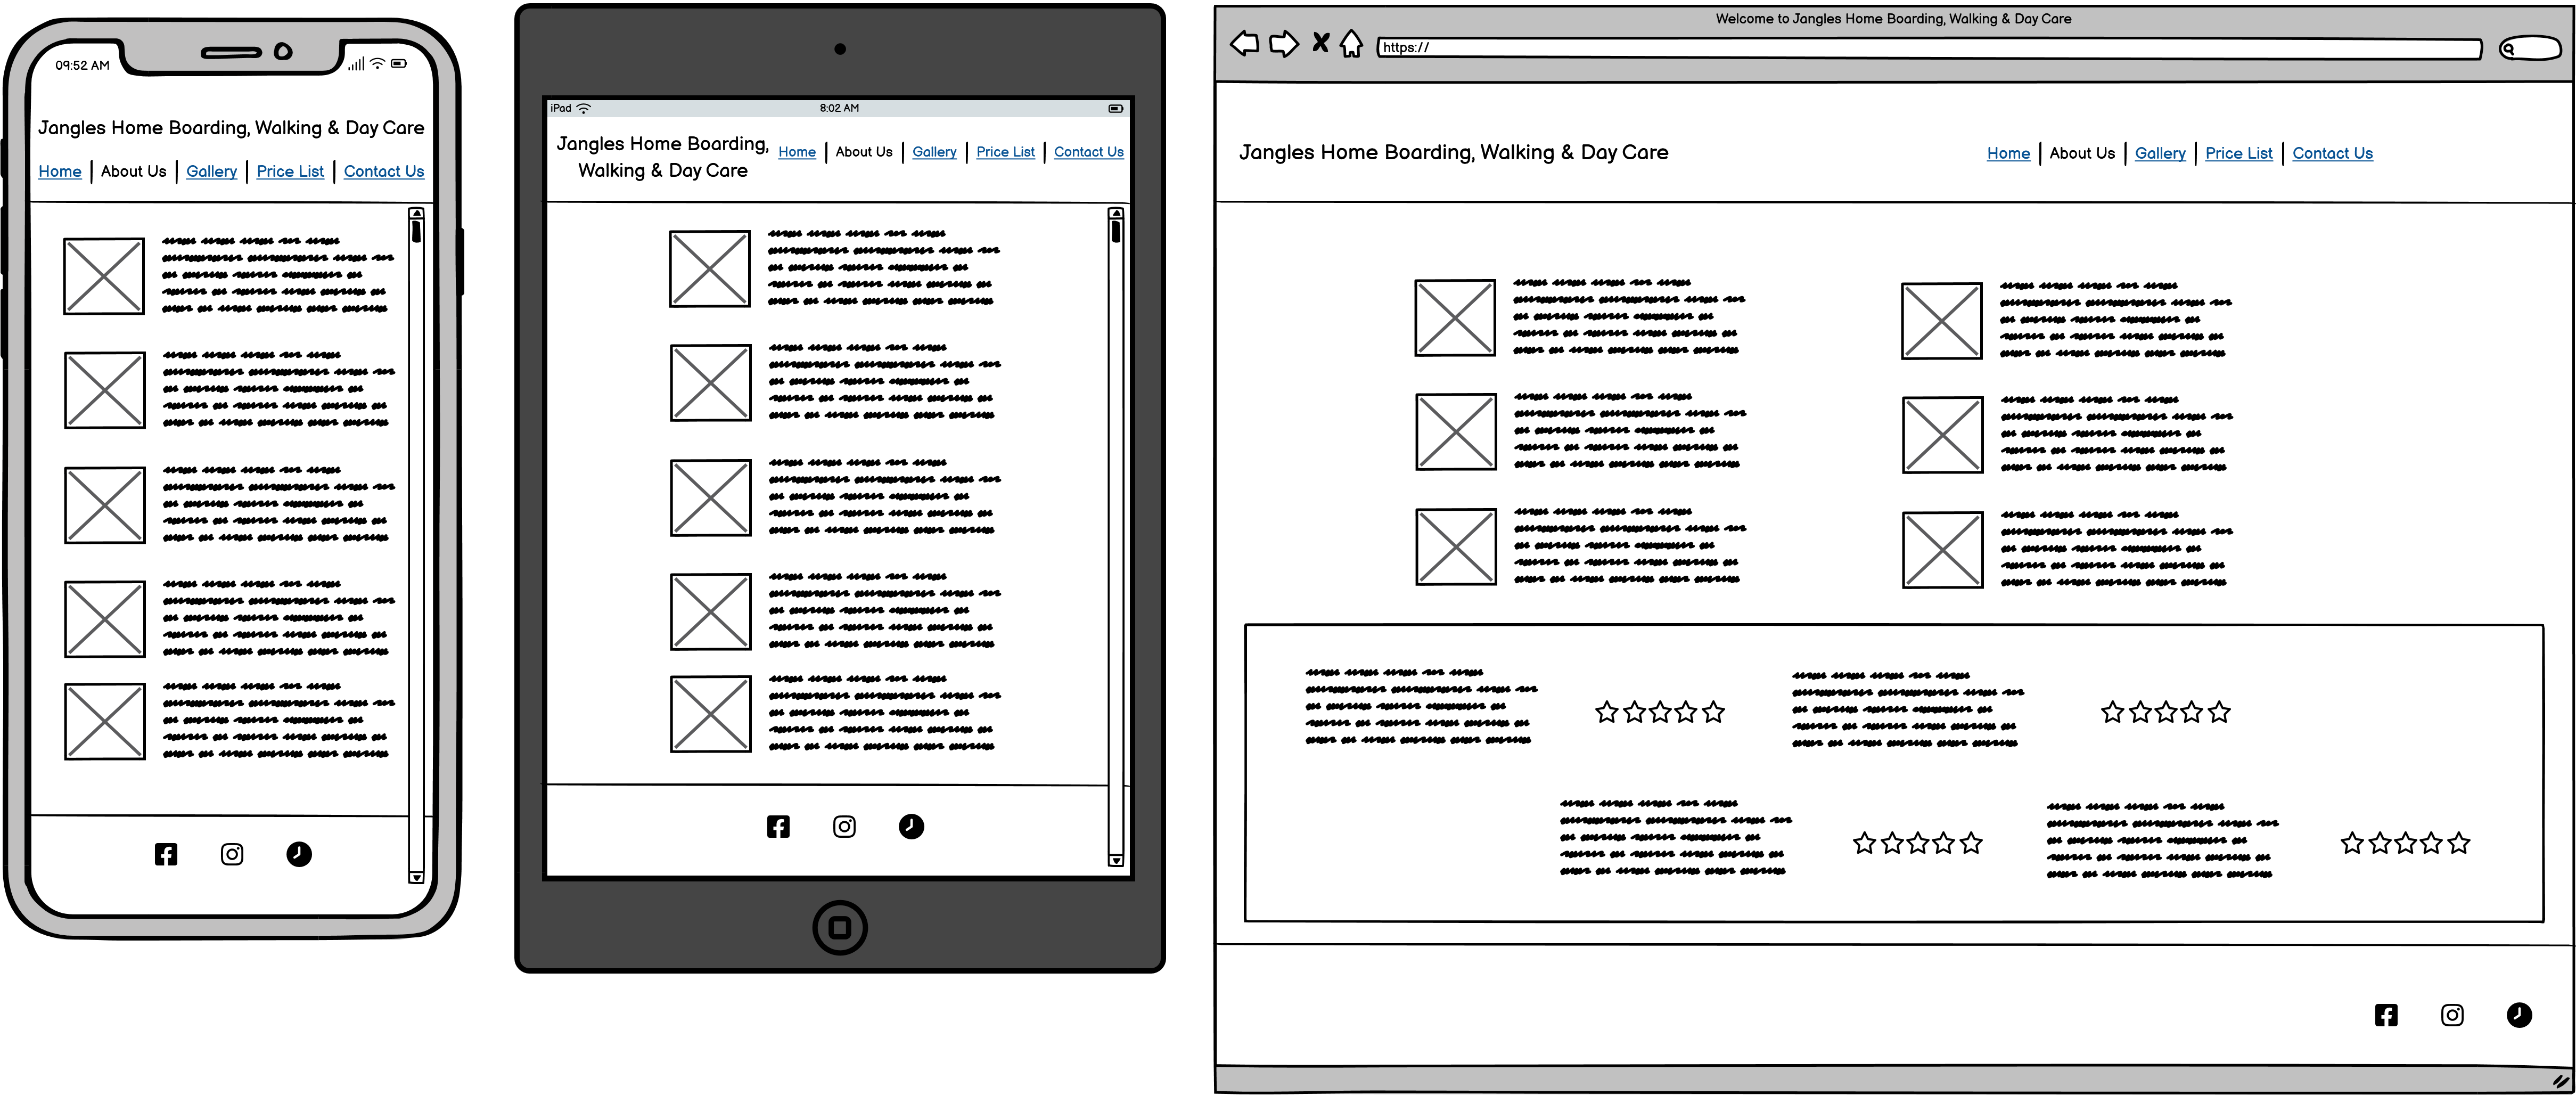 09:52 AM
Jangles Home Boarding, Walking & Day Care
Home | About Us | Gallery | Price List | Contact Us
iPad
8:02 AM
Jangles Home Boarding,
Walking & Day Care
Home | About Us | Gallery | Price List | Contact Us
Welcome to Jangles Home Boarding, Walking & Day Care
https://
Jangles Home Boarding, Walking & Day Care
Home | About Us | Gallery | Price List | Contact Us